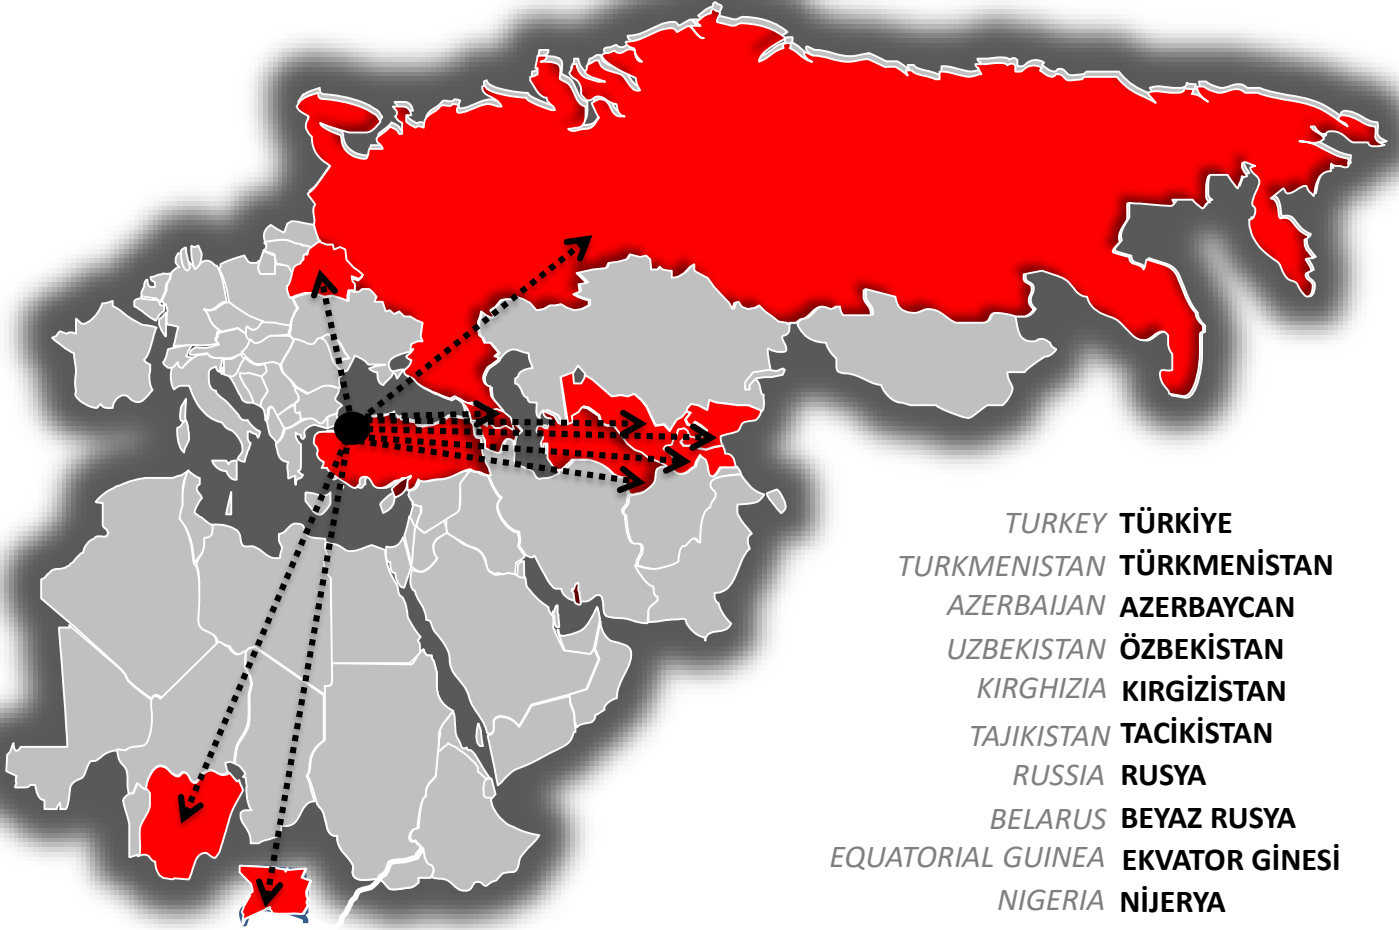 TURKEY TÜRKİYE
TURKMENISTAN TÜRKMENİSTAN
AZERBAIJAN AZERBAYCAN
UZBEKISTAN ÖZBEKİSTAN
KIRGHIZIA KIRGİZİSTAN
TAJIKISTAN TACİKİSTAN
RUSSIA RUSYA
BELARUS BEYAZ RUSYA
EQUATORIAL GUINEA EKVATOR GİNESİ
NIGERIA NİJERYA